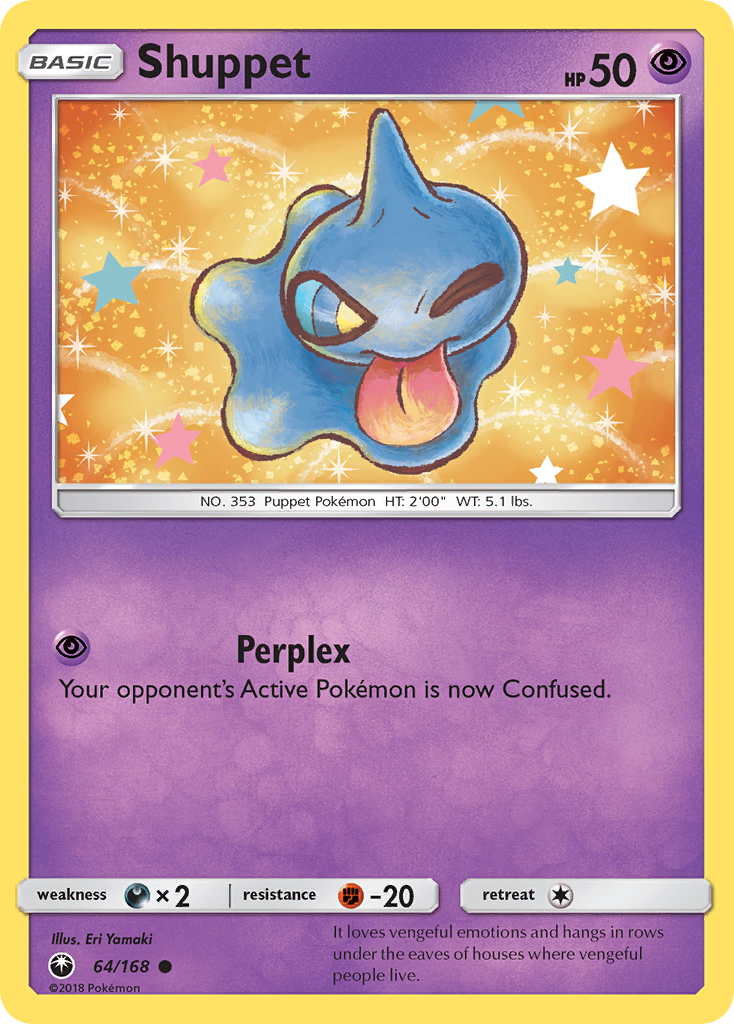 BASIC Shuppet HP 50
NO. 353 Puppet Pokémon HT: 2'00" WT: 5.1 lbs.
Perplex
Your opponent's Active Pokémon is now Confused.
weakness ×2 resistance -20 retreat
Illus. Eri Yamaki
64/168
©2018 Pokémon
It loves vengeful emotions and hangs in rows
under the eaves of houses where vengeful
people live.